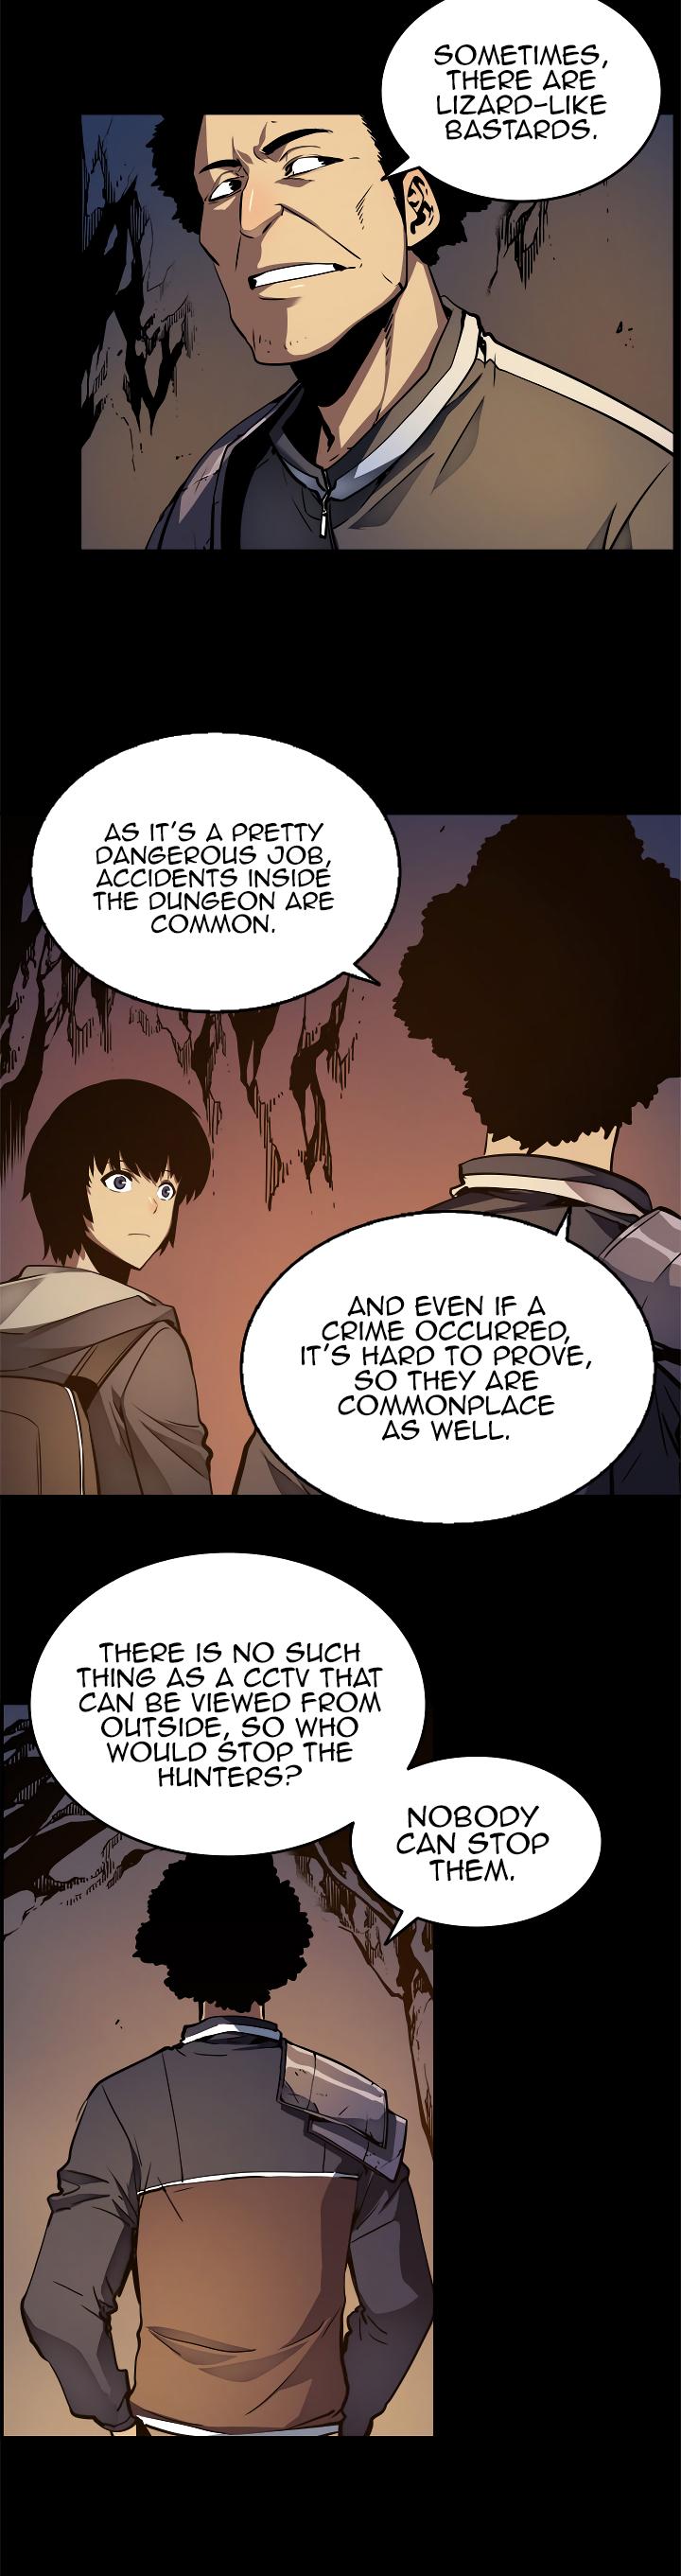 SOMETIMES,
THERE ARE
LIZARD-LIKE
BASTARDS.
AS IT'S A PRETTY
DANGEROUS JOB,
ACCIDENTS INSIDE
THE DUNGEON ARE
COMMON.
AND EVEN IF A
CRIME OCCURRED,
IT'S HARD TO PROVE,
SO THEY ARE
COMMONPLACE
AS WELL.
THERE IS NO SUCH
THING AS A CCTV THAT
CAN BE VIEWED FROM
OUTSIDE, SO WHO
WOULD STOP THE
HUNTERS?
NOBODY
CAN STOP
THEM.